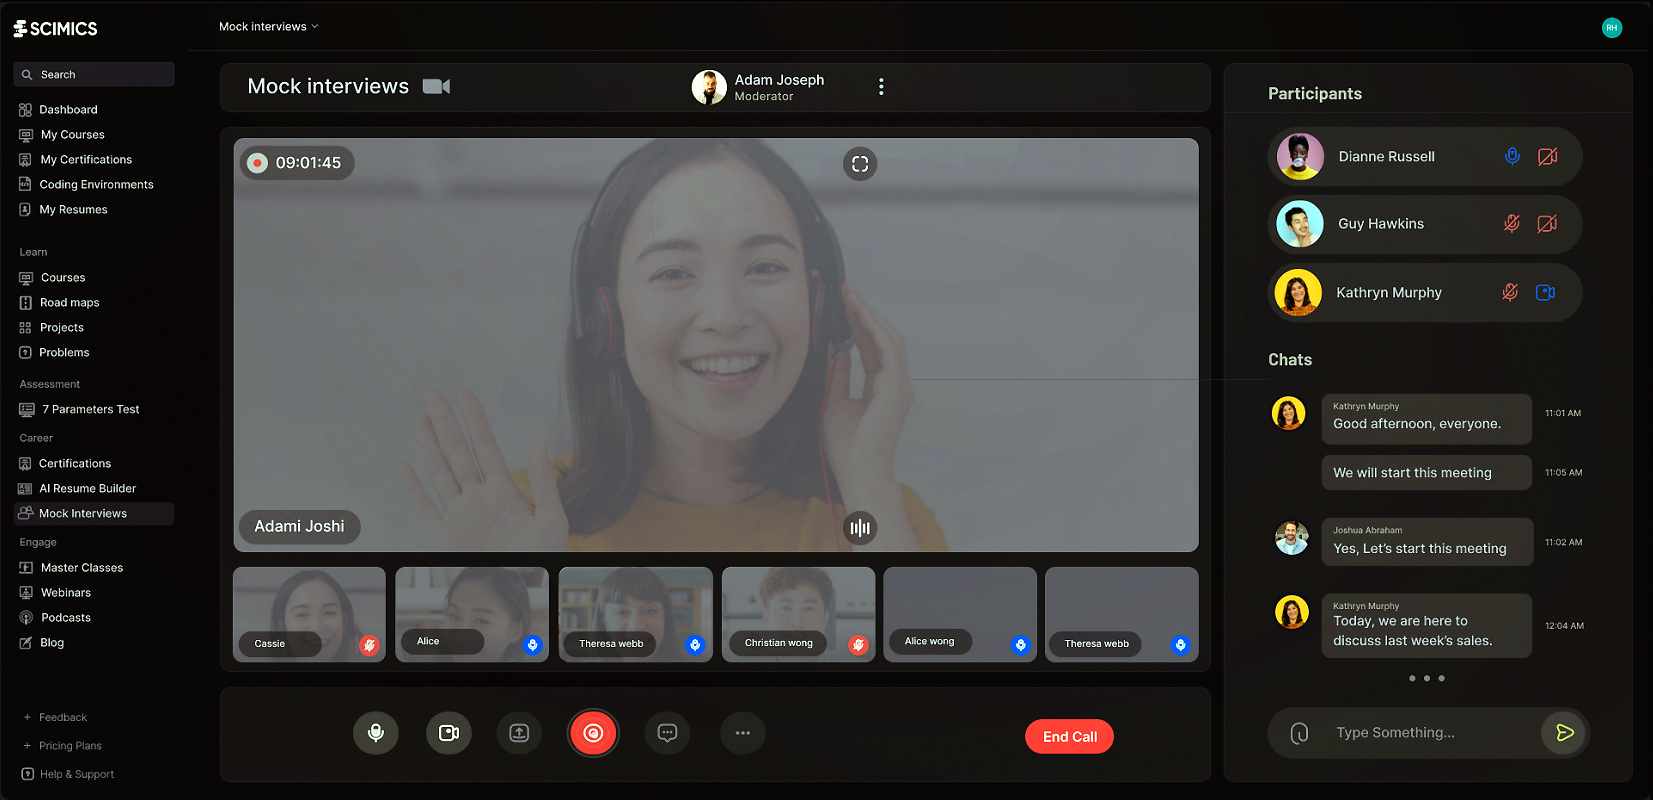 SCIMICS
Mock interviews
RH
Search
Dashboard
My Courses
My Certifications
Coding Environments
My Resumes
Learn
Courses
Road maps
Projects
Problems
Assessment
7 Parameters Test
Career
Certifications
AI Resume Builder
Mock Interviews
Engage
Master Classes
Webinars
Podcasts
Blog
+ Feedback
+ Pricing Plans
Help & Support
Mock interviews
Adam Joseph
Moderator
09:01:45
Adami Joshi
Cassie
Alice
Theresa webb
Christian wong
Alice wong
Theresa webb
End Call
Participants
Dianne Russell
Guy Hawkins
Kathryn Murphy
Chats
Kathryn Murphy
Good afternoon, everyone.
11:01 AM
We will start this meeting
11:05 AM
Joshua Abraham
Yes, Let's start this meeting
11:02 AM
Kathryn Murphy
Today, we are here to
discuss last week's sales.
12:04 AM
Type Something...